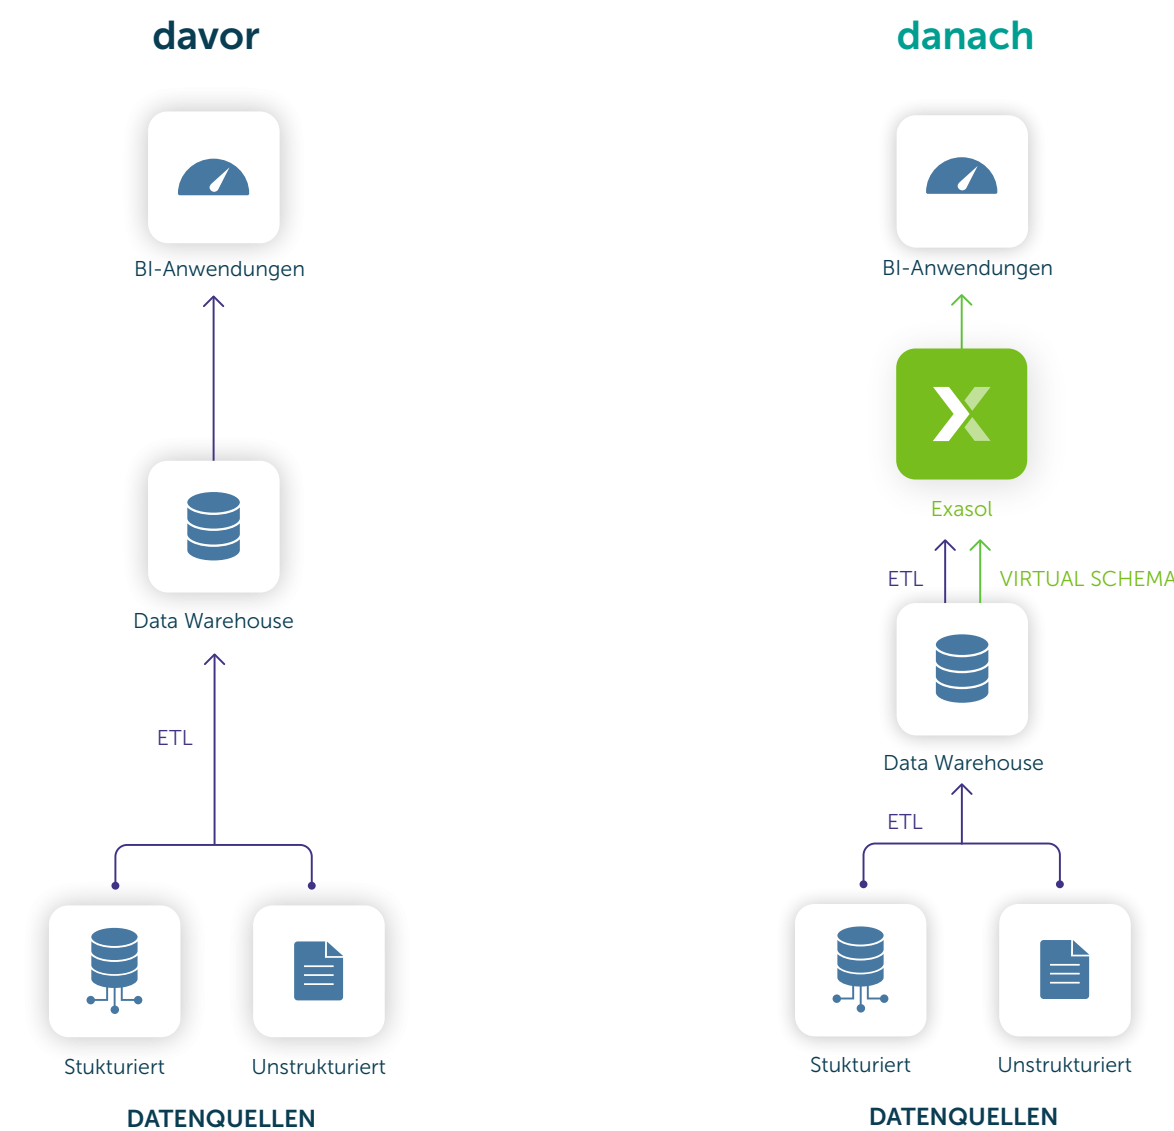 davor
BI-Anwendungen
Data Warehouse
ETL
Stukturiert
Unstrukturiert
DATENQUELLEN
danach
BI-Anwendungen
Exasol
ETL
VIRTUAL SCHEMA
Data Warehouse
ETL
Stukturiert
Unstrukturiert
DATENQUELLEN